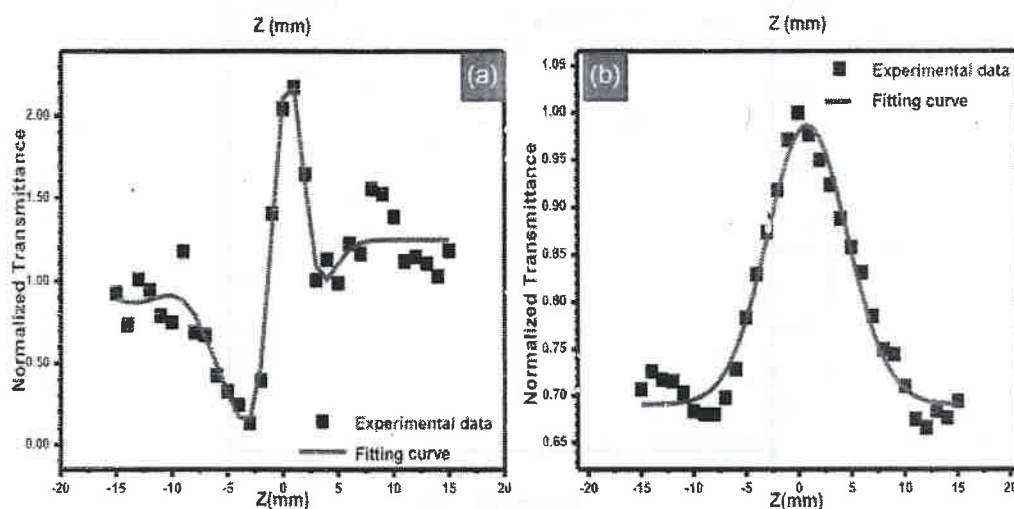 Z (mm)
(a)
Normalized Transmittance
2.00
1.50
1.00
0.50
0.00
Experimental data
Fitting curve
-20 -15 -10 -5 0 5 10 15 20
Z(mm)
Z (mm)
(b)
Experimental data
Fitting curve
Normalized Transmittance
1.05
1.00
0.95
0.90
0.85
0.80
0.75
0.70
0.65
-20 -15 -10 -5 0 5 10 15 20
Z(mm)